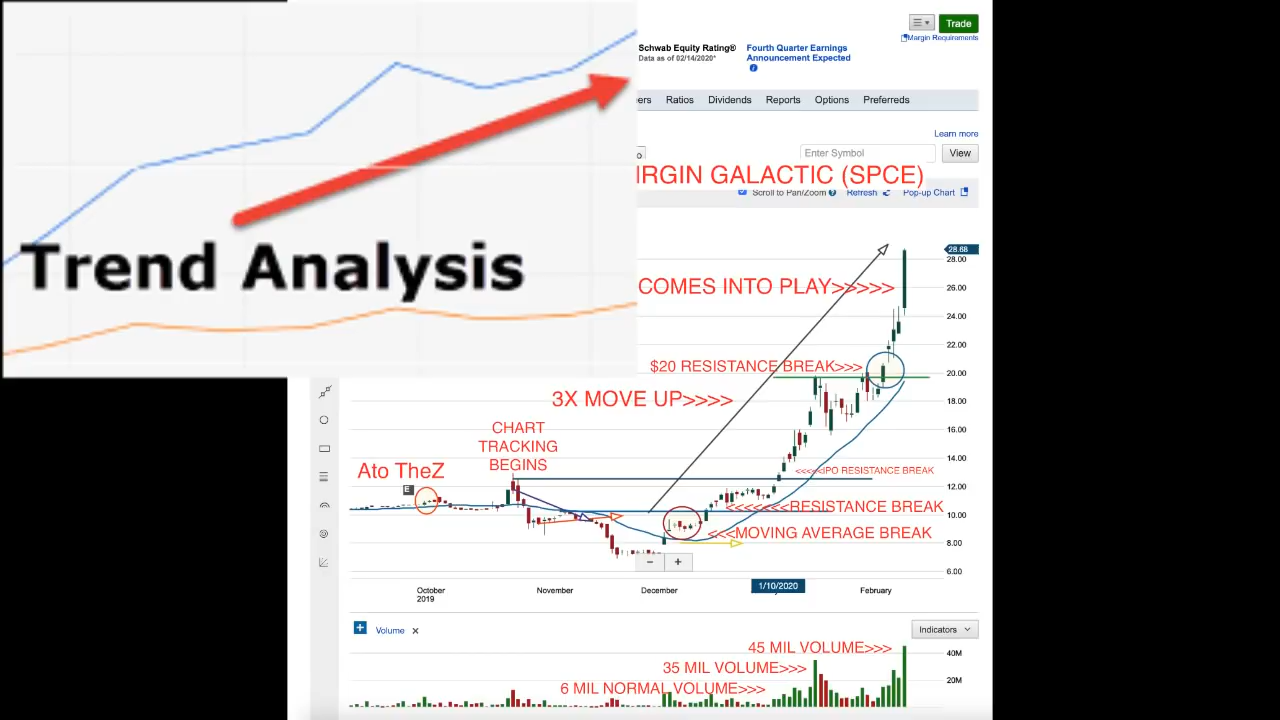 Trend Analysis
Trade
Margin Requirements
Schwab Equity Rating®
Data as of 02/14/2020*
Fourth Quarter Earnings
Announcement Expected
Ratios Dividends Reports Options Preferreds
Learn more
Enter Symbol View
IRGIN GALACTIC (SPCE)
Scroll to Pan/Zoom Refresh Pop-up Chart
28.68
28.00
COMES INTO PLAY>>>>>
26.00
24.00
22.00
$20 RESISTANCE BREAK>>>
20.00
3X MOVE UP>>>>
18.00
16.00
CHART
TRACKING
BEGINS
14.00
Ato TheZ
<<<<<IPO RESISTANCE BREAK
E
12.00
<<<<<<<RESISTANCE BREAK
10.00
<<<MOVING AVERAGE BREAK
8.00
6.00
October
2019
November December 1/10/2020 February
Volume
Indicators
45 MIL VOLUME>>>
40M
35 MIL VOLUME>>>
20M
6 MIL NORMAL VOLUME>>>